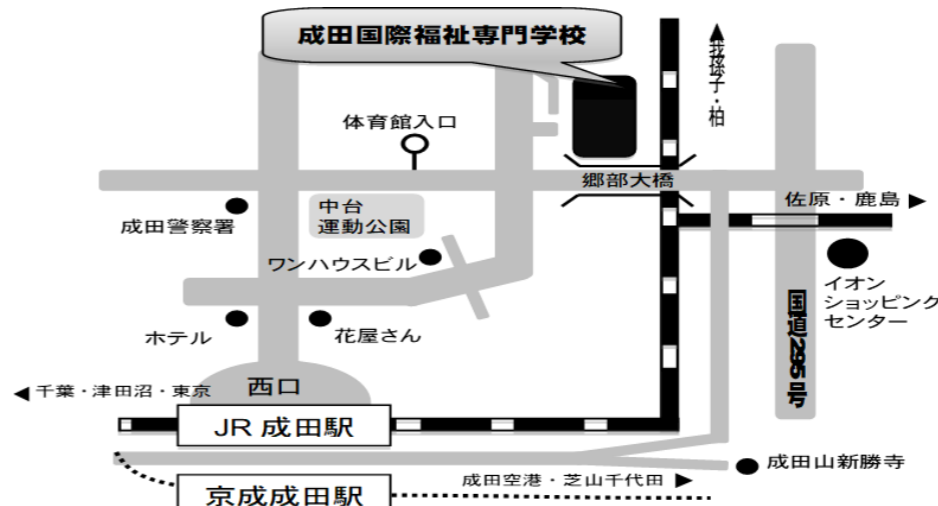 成田国際福祉専門学校
▲我孫子・柏
体育館入口
郷部大橋
佐原・鹿島 ▶
成田警察署
中台
運動公園
ワンハウスビル
イオン
ショッピング
センター
国道295号
ホテル
花屋さん
西口
◀ 千葉・津田沼・東京
JR 成田駅
成田山新勝寺
成田空港・芝山千代田 ▶
京成成田駅